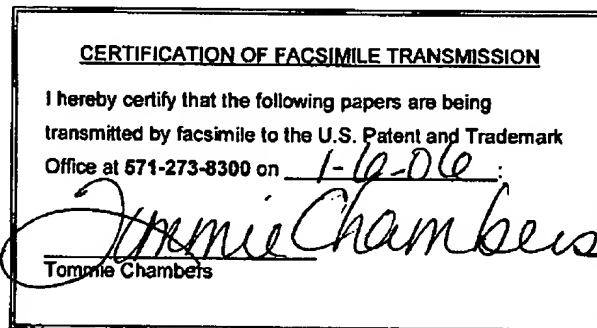 CERTIFICATION OF FACSIMILE TRANSMISSION
I hereby certify that the following papers are being
transmitted by facsimile to the U.S. Patent and Trademark
Office at 571-273-8300 on 1-6-06 :
Tommie Chambers
Tommie Chambers